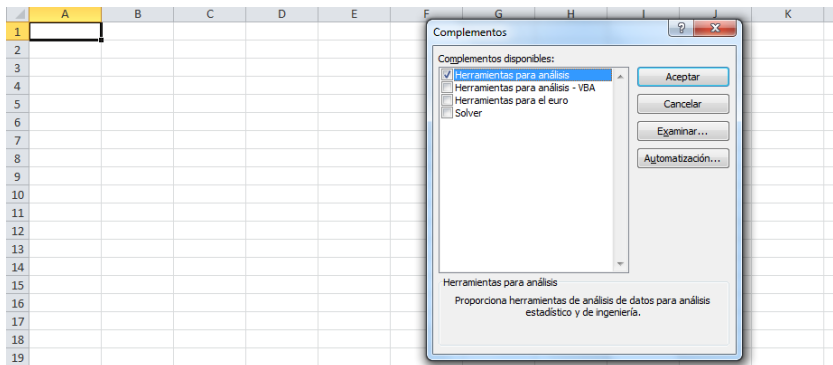 A B C D E F G H I J K
1
2
3
4
5
6
7
8
9
10
11
12
13
14
15
16
17
18
19
Complementos
Complementos disponibles:
Herramientas para análisis
Herramientas para análisis - VBA
Herramientas para el euro
Solver
Aceptar
Cancelar
Examinar...
Automatización...
Herramientas para análisis
Proporciona herramientas de análisis de datos para análisis
estadístico y de ingeniería.